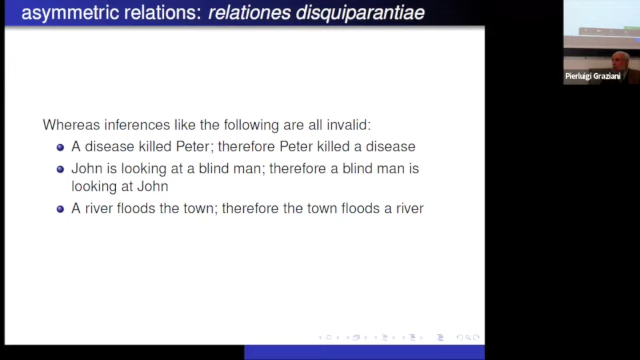 asymmetric relations: relationes disquiparantiae
Pierluigi Graziani
Whereas inferences like the following are all invalid:
A disease killed Peter; therefore Peter killed a disease
John is looking at a blind man; therefore a blind man is
looking at John
A river floods the town; therefore the town floods a river